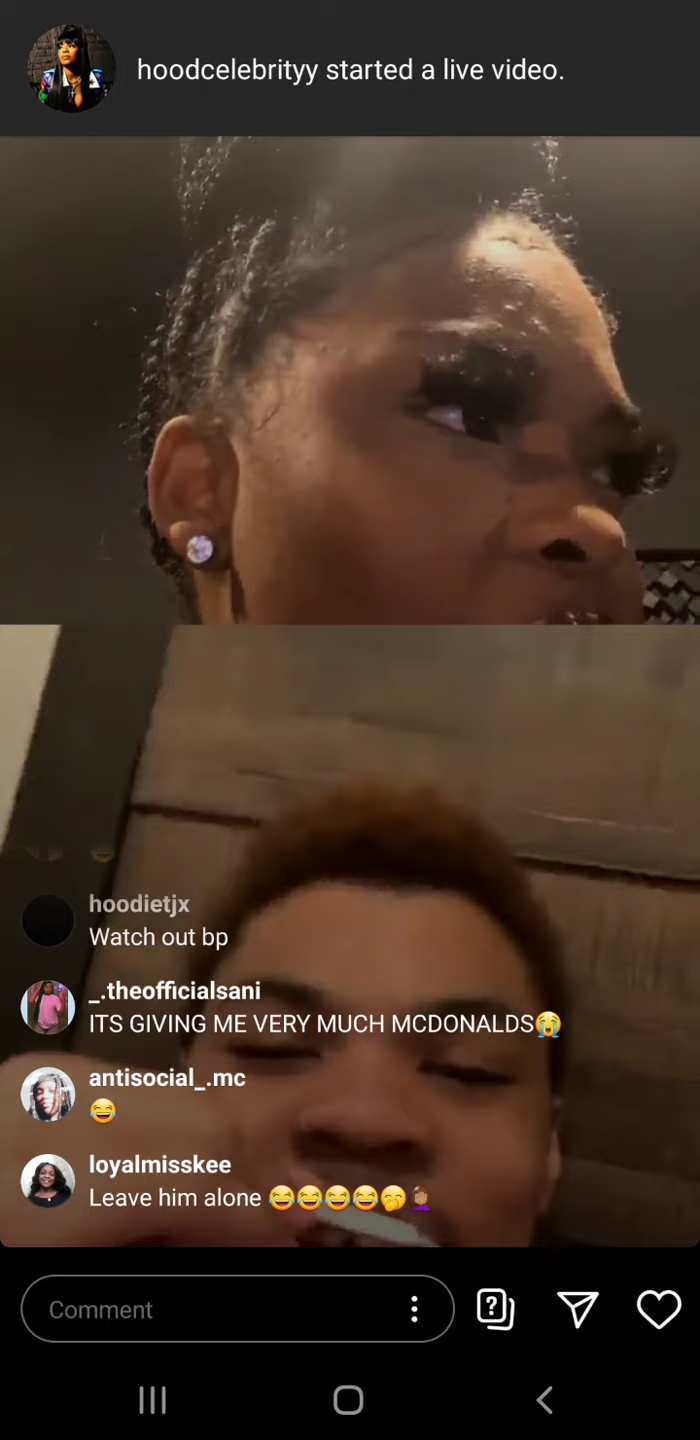 hoodcelebrityy started a live video.
hoodietjx
Watch out bp
_.theofficialsani
ITS GIVING ME VERY MUCH MCDONALDS😭
antisocial_.mc
😂
loyalmisskee
Leave him alone 😂😂😂😂🤭🤦🏽‍♀️
Comment